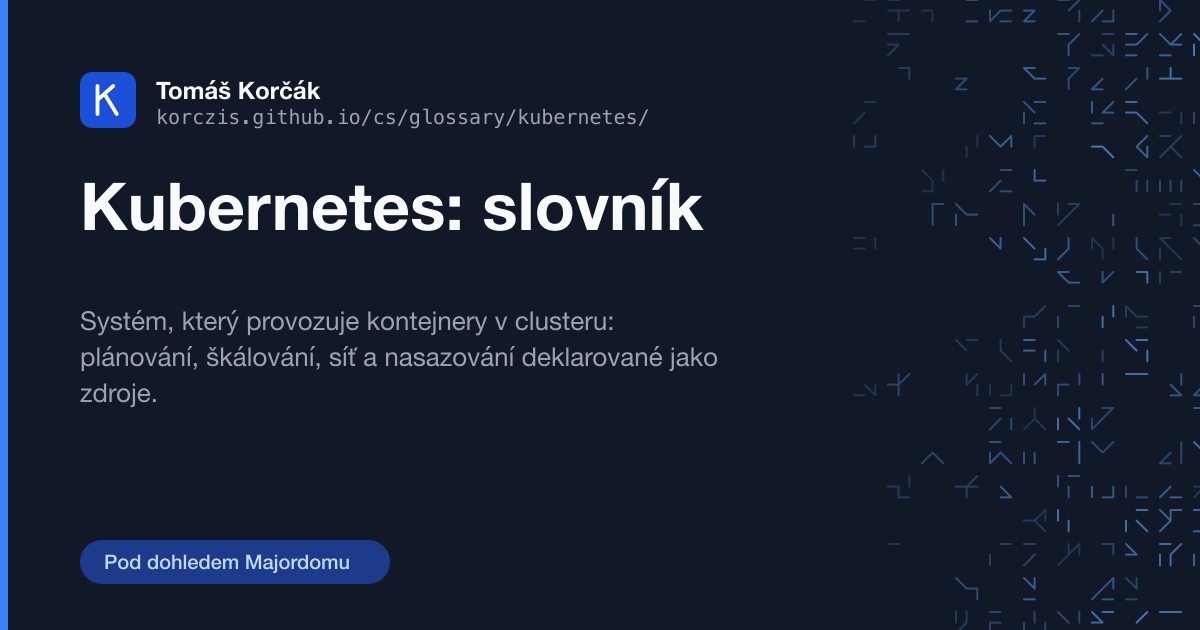 K
Tomáš Korčák
korczis.github.io/cs/glossary/kubernetes/
Kubernetes: slovník
Systém, který provozuje kontejnery v clusteru:
plánování, škálování, síť a nasazování deklarované jako
zdroje.
Pod dohledem Majordomu